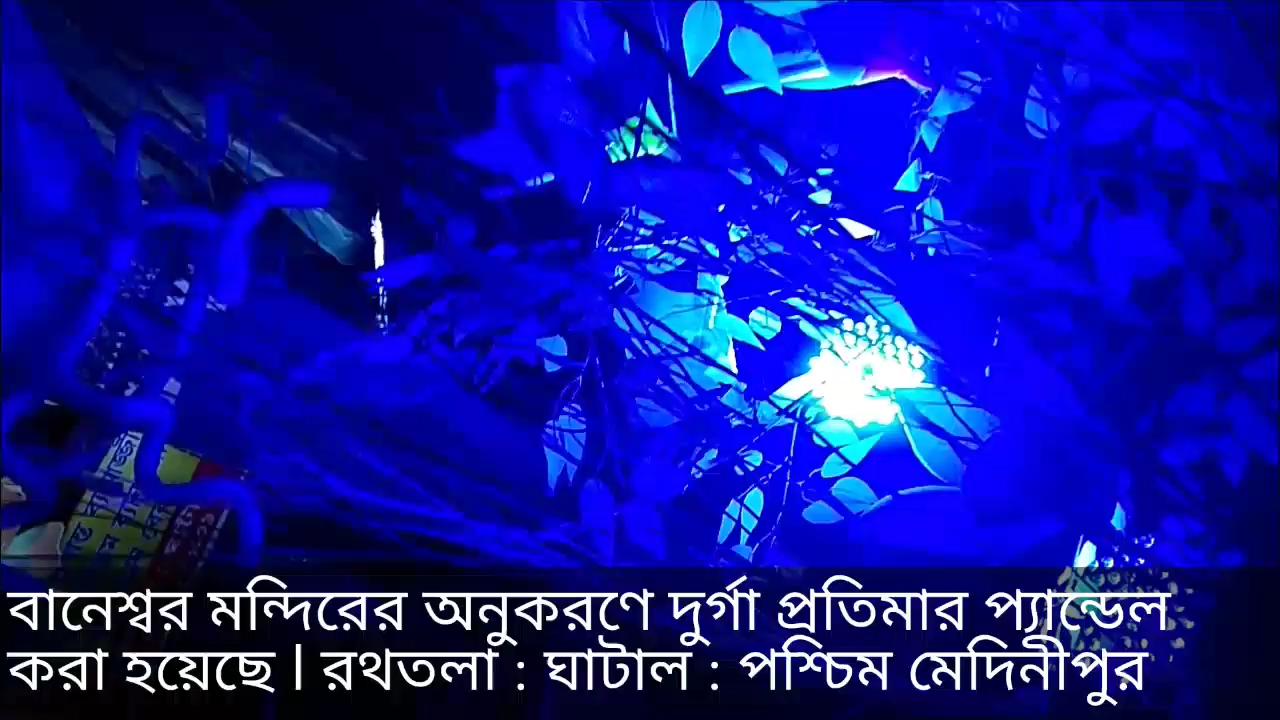 বানেশ্বর মন্দিরের অনুকরণে দুর্গা প্রতিমার প্যান্ডেল
করা হয়েছে l রথতলা : ঘাটাল : পশ্চিম মেদিনীপুর